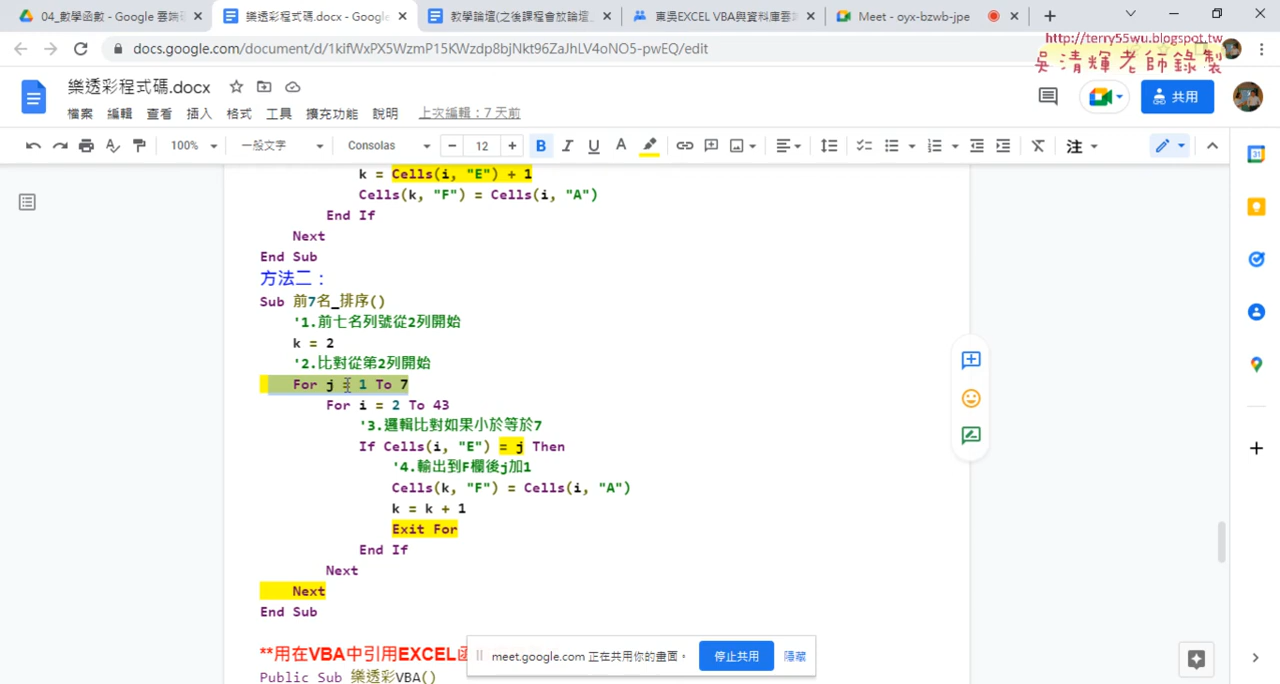 04_數學函數 - Google 雲端
樂透彩程式碼.docx - Google
教學論壇(之後課程會放論壇
東吳EXCEL VBA與資料庫雲
Meet - oyx-bzwb-jpe
docs.google.com/document/d/1kifWxPX5WzmP15KWzdp8bjNkt96ZaJhLV4oNO5-pwEQ/edit
http://terry55wu.blogspot.tw
吳清輝老師錄製
樂透彩程式碼.docx
檔案 編輯 查看 插入 格式 工具 擴充功能 說明 上次編輯：7 天前
共用
100% 一般文字 Consolas 12 B I U A 注
k = Cells(i, "E") + 1
Cells(k, "F") = Cells(i, "A")
End If
Next
End Sub
方法二：
Sub 前7名_排序()
'1.前七名列號從2列開始
k = 2
'2.比對從第2列開始
For j = 1 To 7
For i = 2 To 43
'3.邏輯比對如果小於等於7
If Cells(i, "E") = j Then
'4.輸出到F欄後j加1
Cells(k, "F") = Cells(i, "A")
k = k + 1
Exit For
End If
Next
Next
End Sub
**用在VBA中引用EXCEL
Public Sub 樂透彩VBA()
meet.google.com 正在共用你的畫面。 停止共用 隱藏